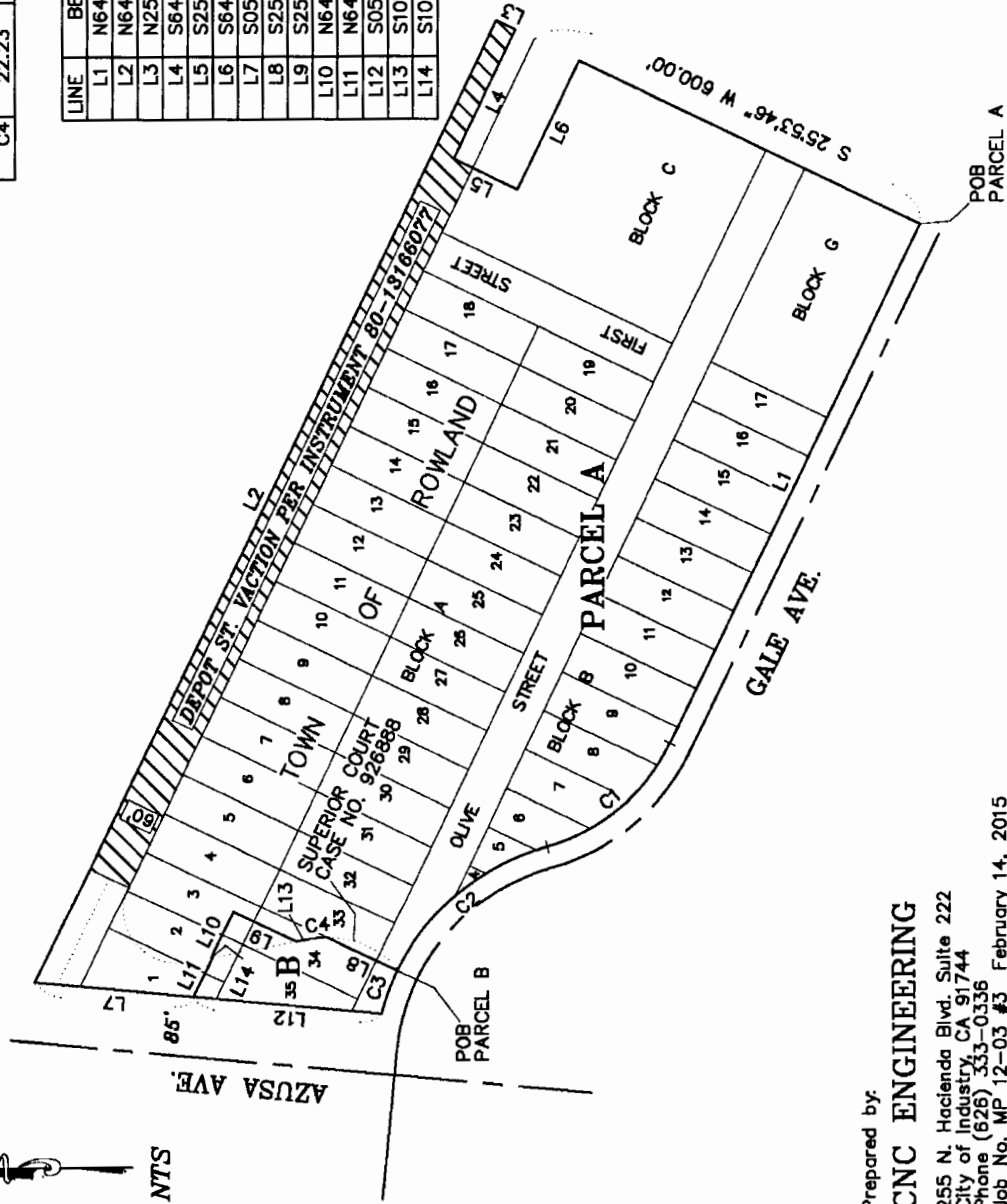 C4 22.23
LINE BE
L1 N64
L2 N64
L3 N25
L4 S64
L5 S25
L6 S64
L7 S05
L8 S25
L9 S25
L10 N64
L11 N64
L12 S05
L13 S10
L14 S10
NTS
AZUSA AVE.
85'
L7
L11
L10
L14
L12
L9
L13
C4
L8
C3
B
POB
PARCEL B
60'
DEPOT ST. VACTION PER INSTRUMENT 80-13166077
L2
L3
L4
L5
L6
S 25°53'46" W 600.00'
1
2
3
4
5
6
7
8
9
10
11
12
13
14
15
16
17
18
TOWN OF ROWLAND
BLOCK A
SUPERIOR COURT
CASE NO. 926888
35
34
33
32
31
30
29
28
27
26
25
24
23
22
21
20
19
FIRST STREET
BLOCK C
OLIVE STREET
PARCEL A
BLOCK B
4
5
6
7
8
9
10
11
12
13
14
15
16
17
BLOCK G
C2
C1
L1
GALE AVE.
POB
PARCEL A
Prepared by:
CNC ENGINEERING
255 N. Hacienda Blvd. Suite 222
City of Industry, CA 91744
Phone (626) 333-0336
Job No. MP 12-03 #3 February 14, 2015